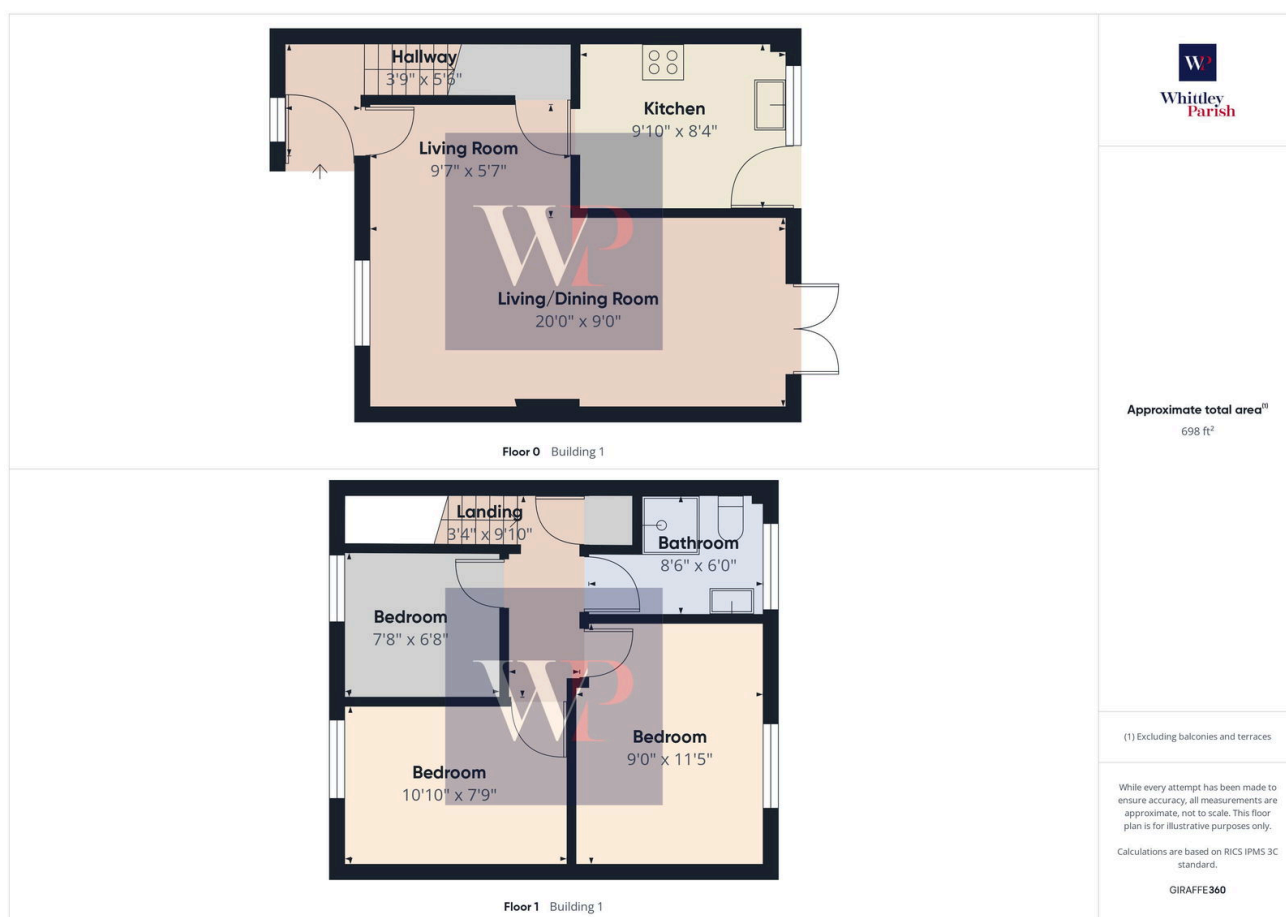 Hallway
3'9" x 5'6"
Kitchen
9'10" x 8'4"
Living Room
9'7" x 5'7"
WP
Living/Dining Room
20'0" x 9'0"
Floor 0 Building 1
Landing
3'4" x 9'10"
Bathroom
8'6" x 6'0"
Bedroom
7'8" x 6'8"
WP
Bedroom
9'0" x 11'5"
Bedroom
10'10" x 7'9"
Floor 1 Building 1
WP
Whittley
Parish
Approximate total area(1)
698 ft²
(1) Excluding balconies and terraces
While every attempt has been made to
ensure accuracy, all measurements are
approximate, not to scale. This floor
plan is for illustrative purposes only.
Calculations are based on RICS IPMS 3C
standard.
GIRAFFE360